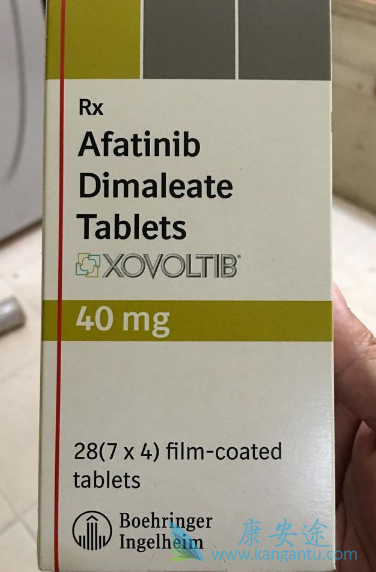 Rx
Afatinib
Dimaleate
Tablets
XOVOLTIB®
40 mg
28(7 x 4) film-coated
tablets
Boehringer
Ingelheim
康安途
www.kangantu.com